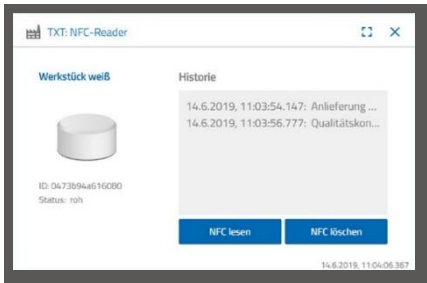 TXT: NFC-Reader
Werkstück weiß
ID: 0473b94a616080
Status: roh
Historie
14.6.2019, 11:03:54.147: Anlieferung ...
14.6.2019, 11:03:56.777: Qualitätskon...
NFC lesen
NFC löschen
14.6.2019, 11:04:06.367